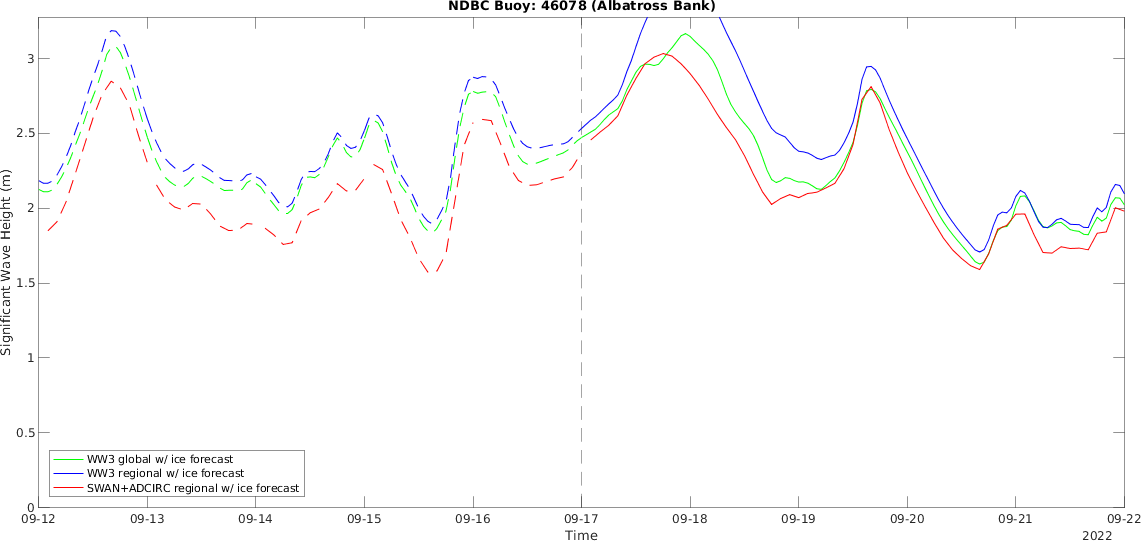 NDBC Buoy: 46078 (Albatross Bank)
Significant Wave Height (m)
3
2.5
2
1.5
1
0.5
0
WW3 global w/ ice forecast
WW3 regional w/ ice forecast
SWAN+ADCIRC regional w/ ice forecast
09-12 09-13 09-14 09-15 09-16 09-17 09-18 09-19 09-20 09-21 09-22
Time
2022